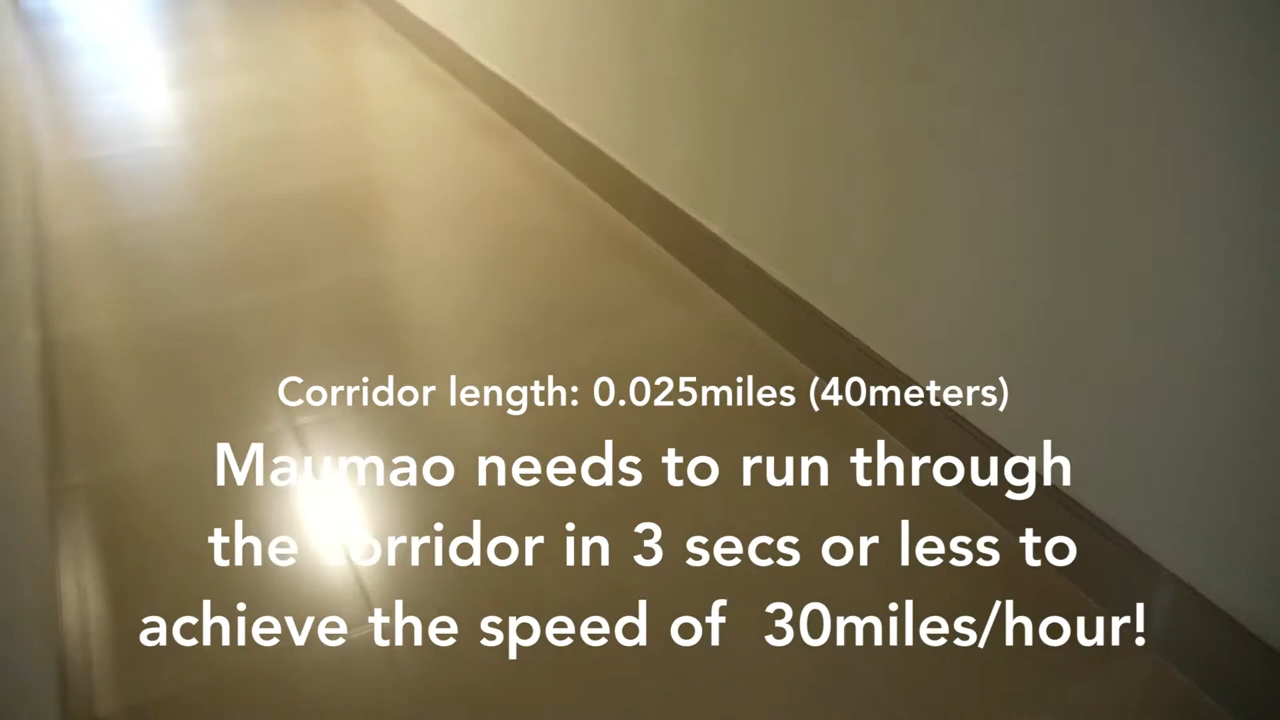 Corridor length: 0.025miles (40meters)
Maumao needs to run through
the corridor in 3 secs or less to
achieve the speed of  30miles/hour!